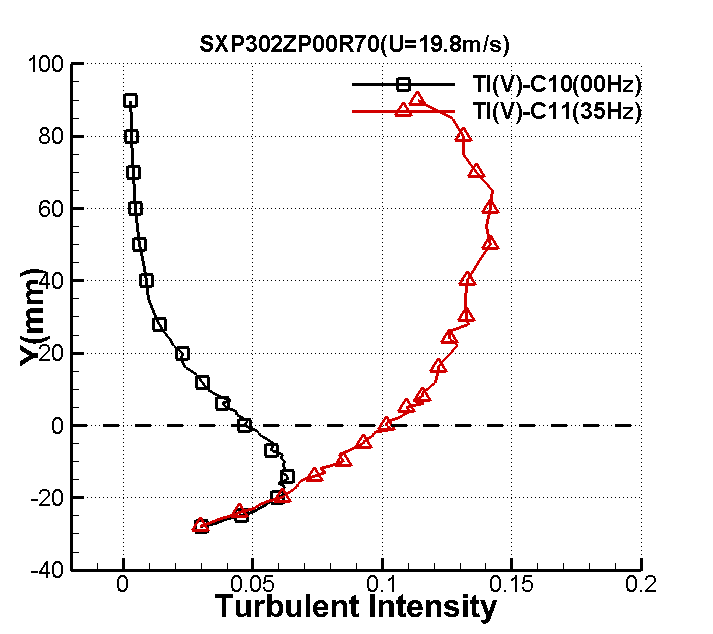 SXP302ZP00R70(U=19.8m/s)
TI(V)-C10(00Hz)
TI(V)-C11(35Hz)
Y(mm)
100
80
60
40
20
0
-20
-40
0
0.05
0.1
0.15
0.2
Turbulent Intensity